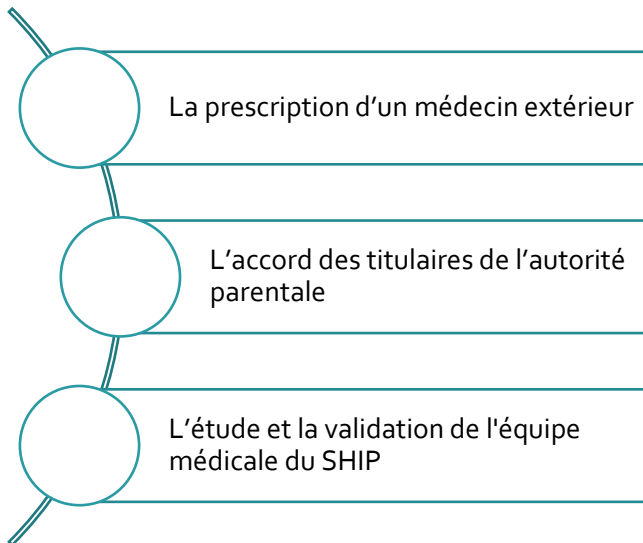 La prescription d’un médecin extérieur
L’accord des titulaires de l’autorité
parentale
L’étude et la validation de l'équipe
médicale du SHIP